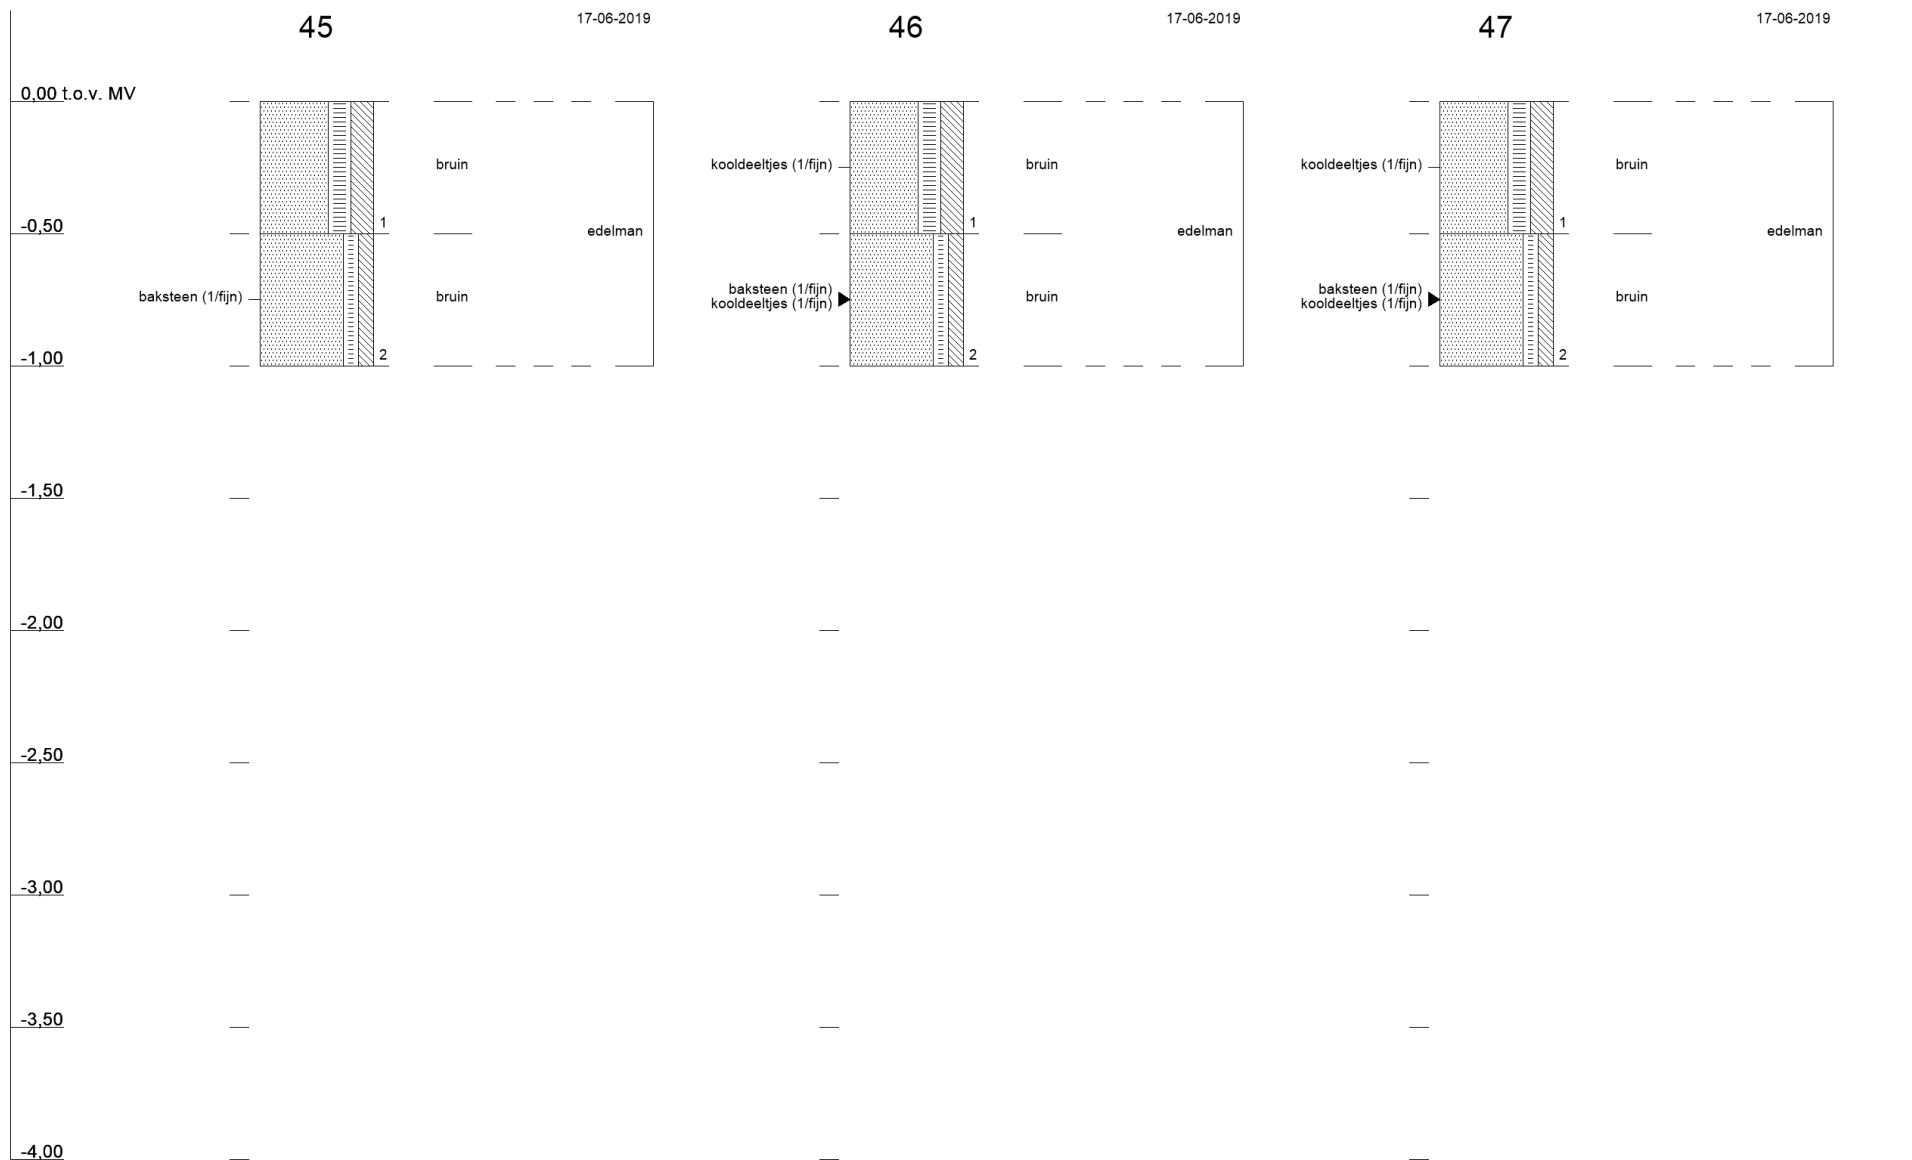 45
17-06-2019
46
17-06-2019
47
17-06-2019
0,00 t.o.v. MV
bruin
kooldeeltjes (1/fijn)
bruin
kooldeeltjes (1/fijn)
bruin
-0,50
1
edelman
1
edelman
1
edelman
baksteen (1/fijn)
bruin
baksteen (1/fijn)
kooldeeltjes (1/fijn)
bruin
baksteen (1/fijn)
kooldeeltjes (1/fijn)
bruin
-1,00
2
2
2
-1,50
-2,00
-2,50
-3,00
-3,50
-4,00